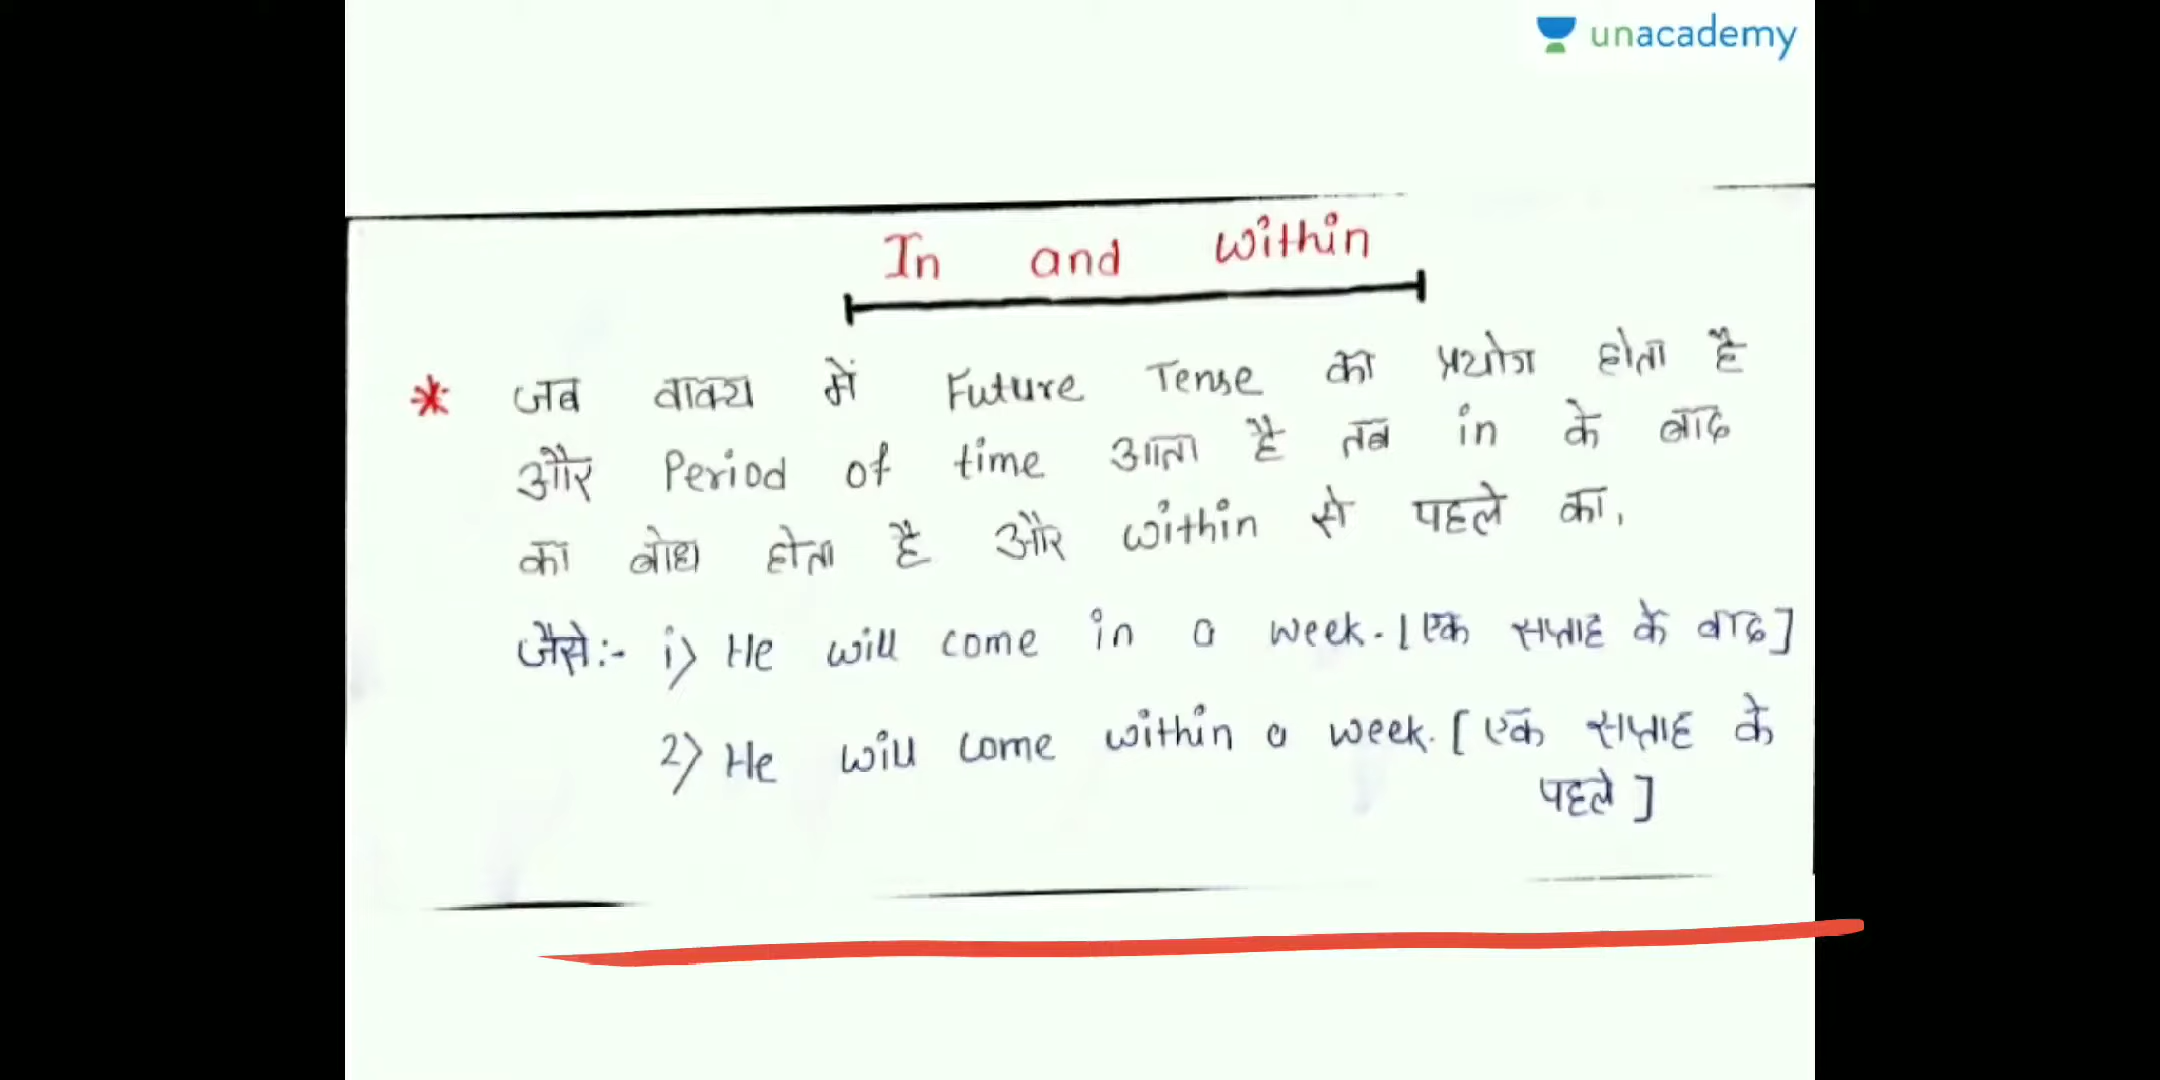 unacademy
In and within
* जब वाक्य में Future Tense का प्रयोग होता है
और Period of time आता है तब in के बाद
का बोध होता है और within से पहले का,
जैसे:- i) He will come in a week. [एक सप्ताह के बाद]
2) He will come within a week. [एक सप्ताह के
पहले]